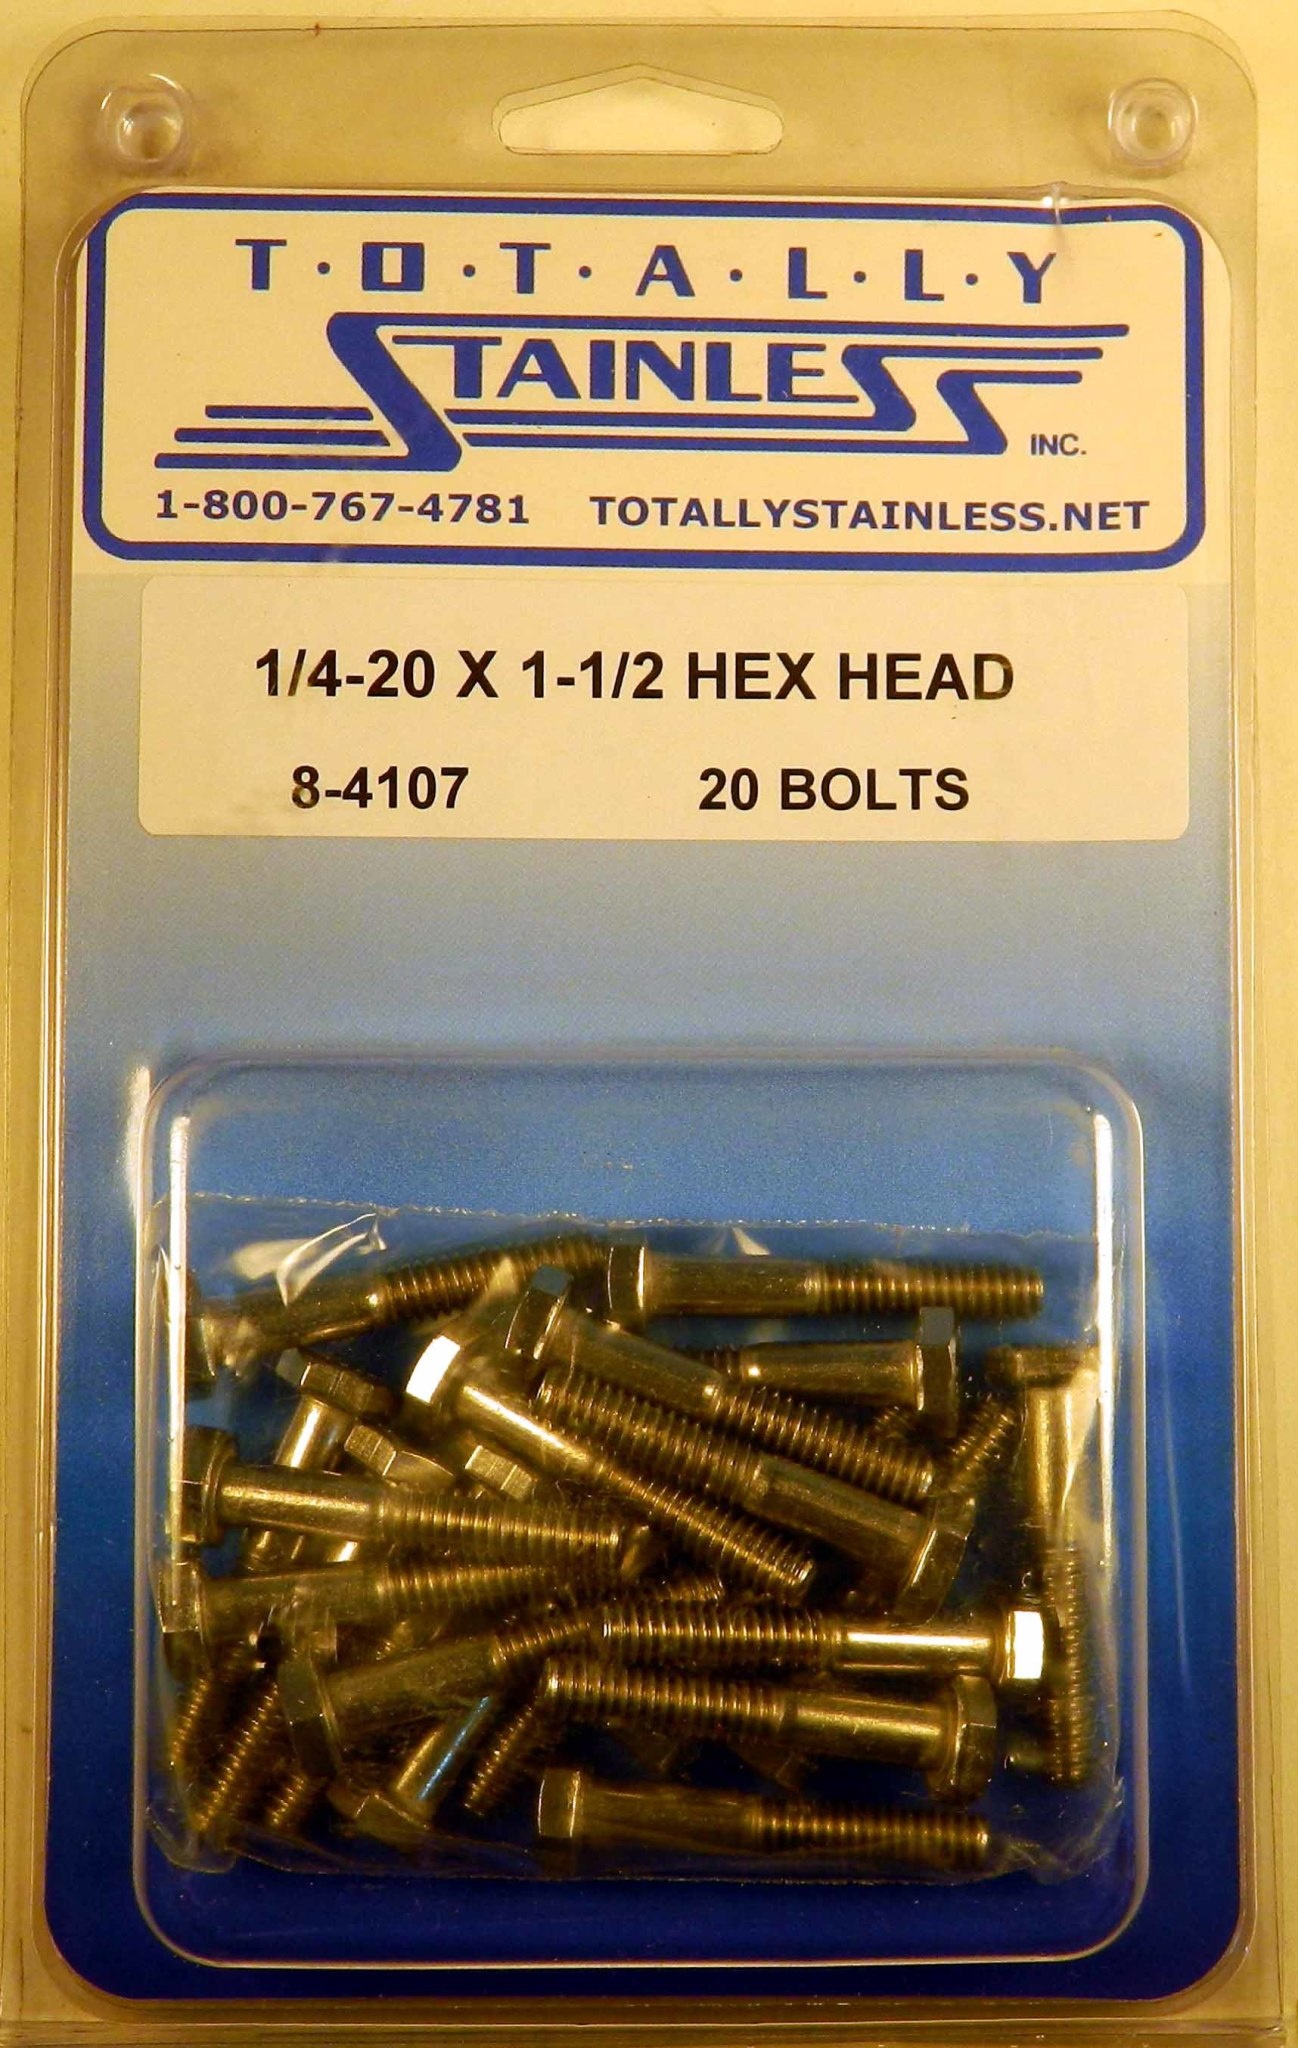 T·O·T·A·L·L·Y
STAINLESS INC.
1-800-767-4781 TOTALLYSTAINLESS.NET
1/4-20 X 1-1/2 HEX HEAD
8-4107 20 BOLTS